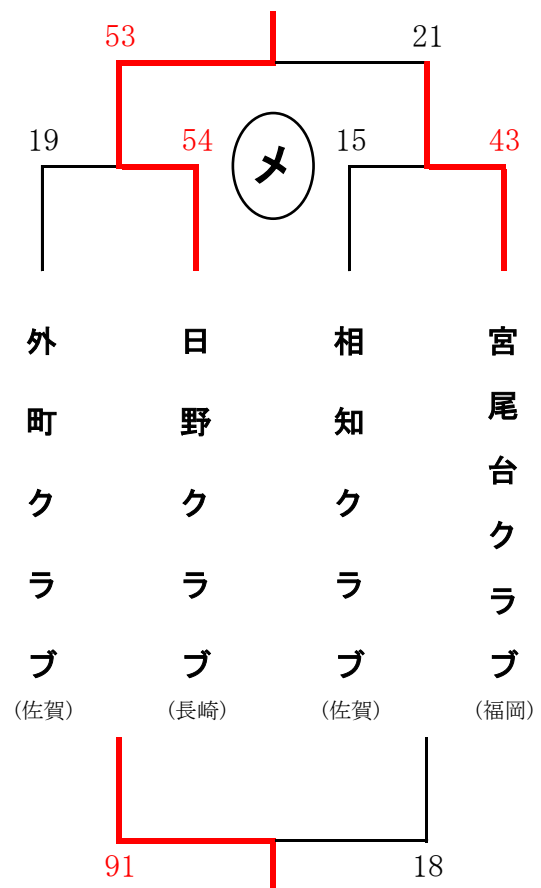 53
21
19
54
メ
15
43
外町クラブ
(佐賀)
日野クラブ
(長崎)
相知クラブ
(佐賀)
宮尾台クラブ
(福岡)
91
18